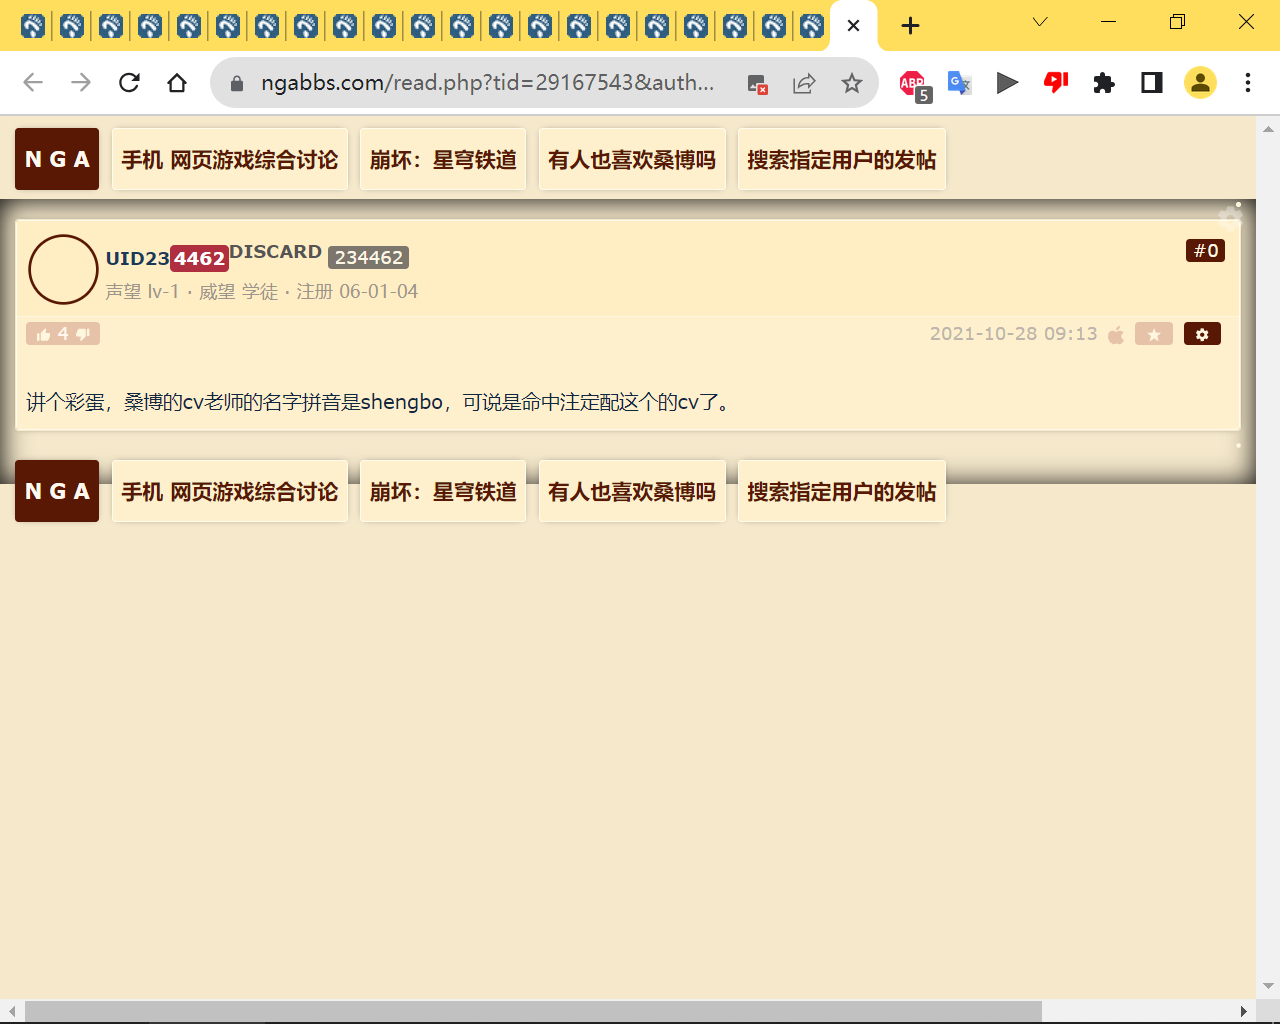 ngabbs.com/read.php?tid=29167543&auth...
ABP
5
G
N G A
手机 网页游戏综合讨论
崩坏：星穹铁道
有人也喜欢桑博吗
搜索指定用户的发帖
UID234462DISCARD 234462
#0
声望 lv-1 · 威望 学徒 · 注册 06-01-04
4
2021-10-28 09:13
讲个彩蛋，桑博的cv老师的名字拼音是shengbo，可说是命中注定配这个的cv了。
N G A
手机 网页游戏综合讨论
崩坏：星穹铁道
有人也喜欢桑博吗
搜索指定用户的发帖